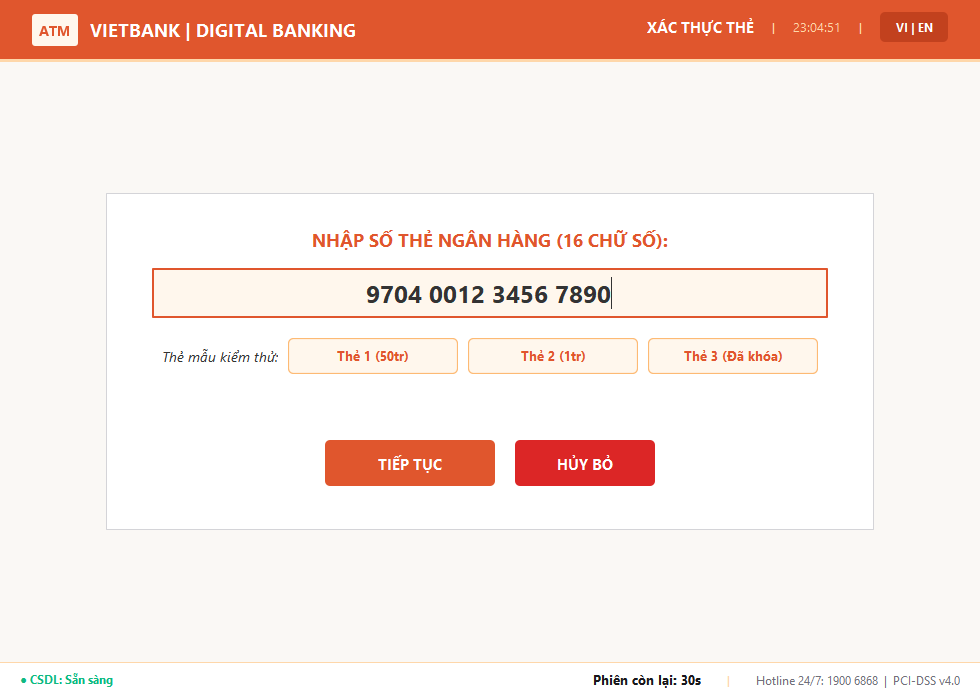 ATM VIETBANK | DIGITAL BANKING XÁC THỰC THẺ | 23:04:51 | VI | EN
NHẬP SỐ THẺ NGÂN HÀNG (16 CHỮ SỐ):
9704 0012 3456 7890
Thẻ mẫu kiểm thử: Thẻ 1 (50tr) Thẻ 2 (1tr) Thẻ 3 (Đã khóa)
TIẾP TỤC HỦY BỎ
● CSDL: Sẵn sàng Phiên còn lại: 30s | Hotline 24/7: 1900 6868 | PCI-DSS v4.0